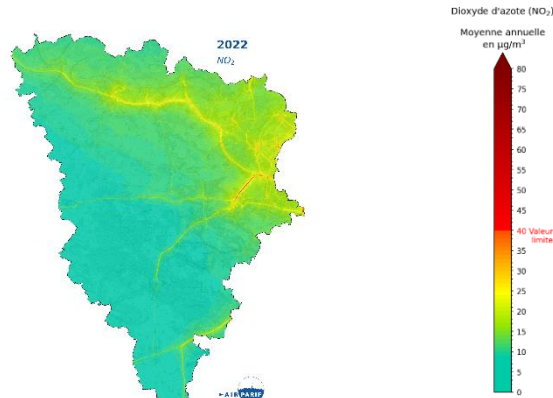 Dioxyde d'azote (NO₂)
Moyenne annuelle
en µg/m³
2022
NO₂
80
75
70
65
60
55
50
45
40 Valeur
limite
35
30
25
20
15
10
5
0
AIRPARIF